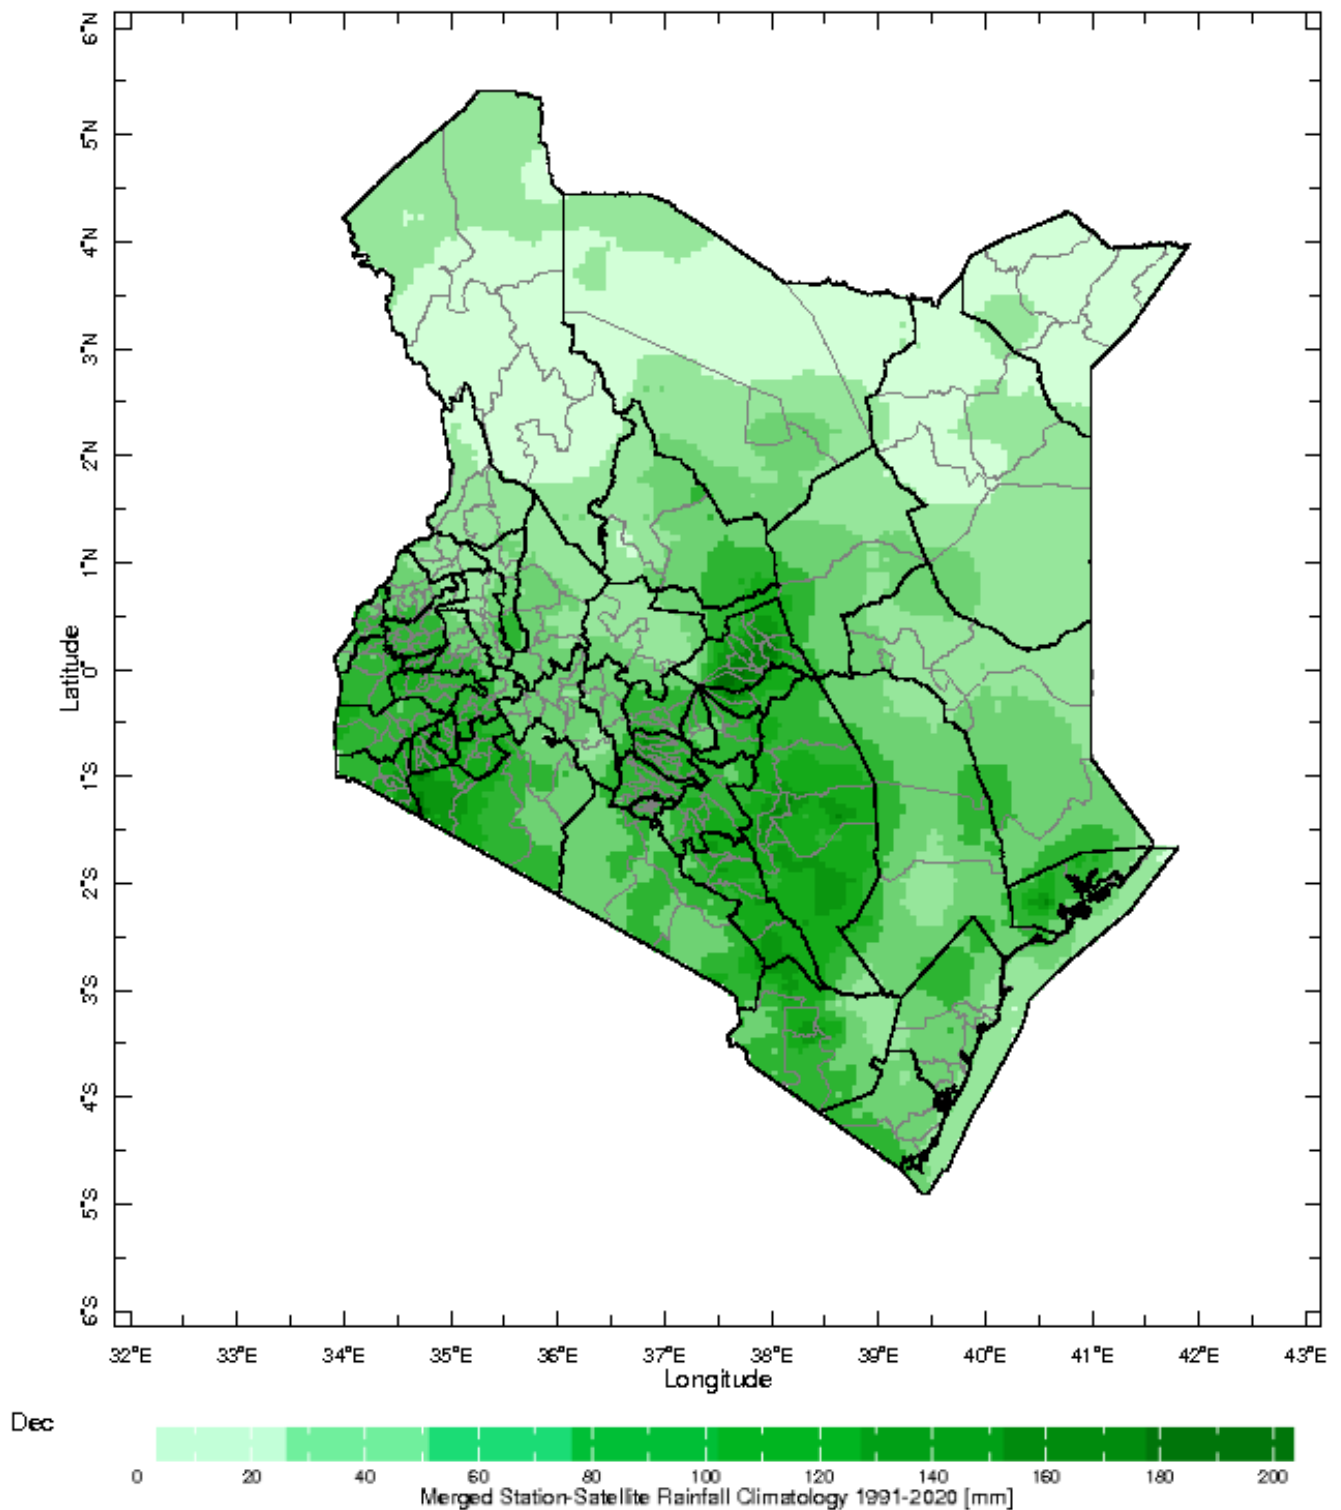 6°N
5°N
4°N
3°N
2°N
1°N
0°
1°S
2°S
3°S
4°S
5°S
6°S
Latitude
32°E 33°E 34°E 35°E 36°E 37°E 38°E 39°E 40°E 41°E 42°E 43°E
Longitude
Dec
0 20 40 60 80 100 120 140 160 180 200
Merged Station-Satellite Rainfall Climatology 1991-2020 [mm]